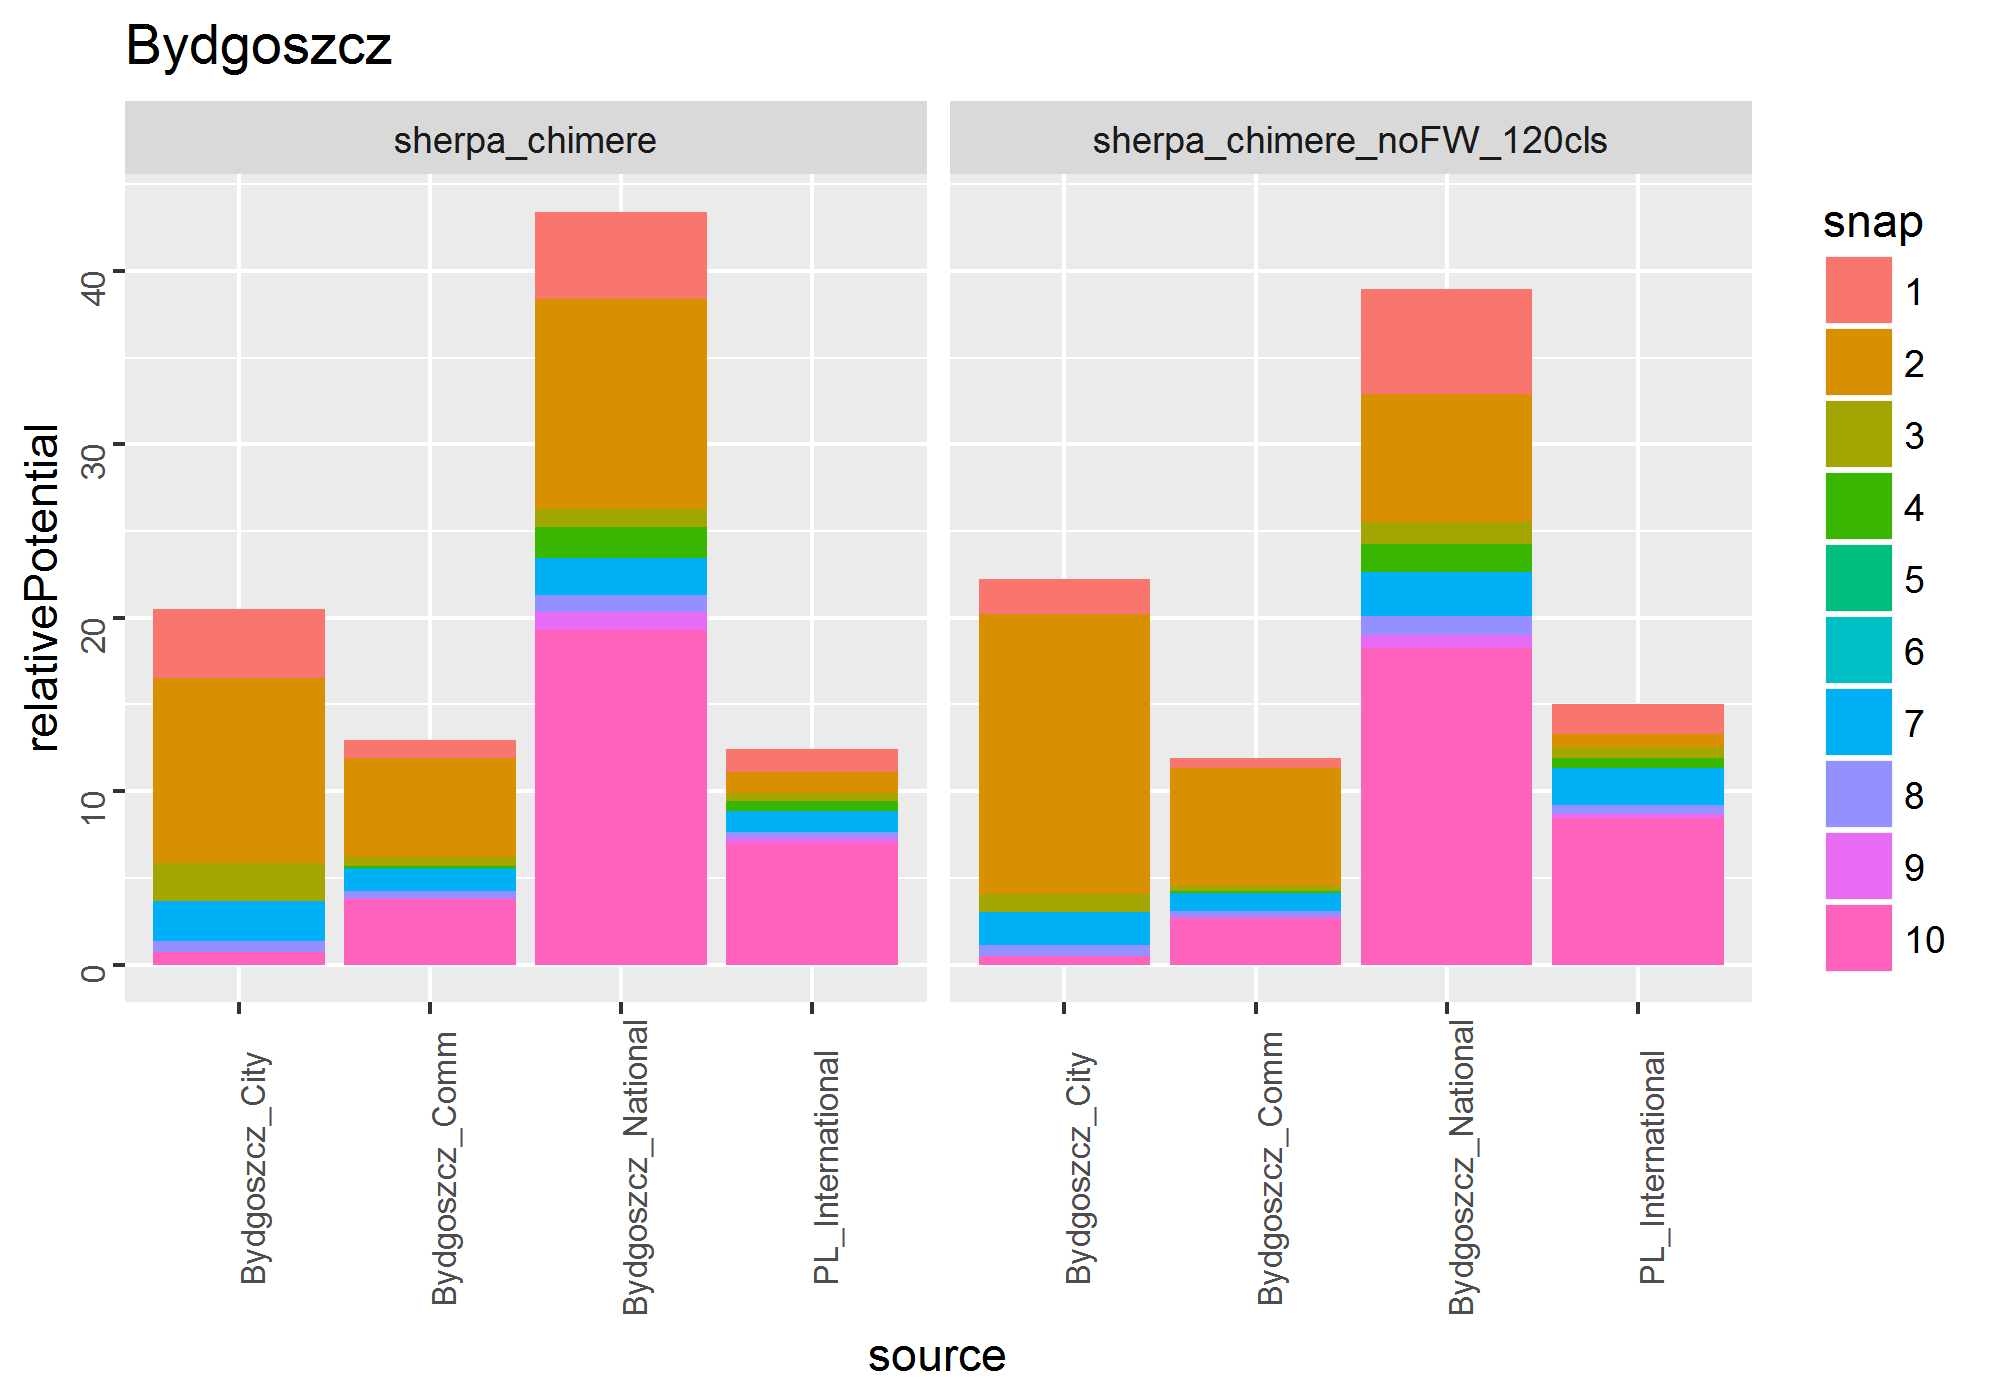 Bydgoszcz
sherpa_chimere
sherpa_chimere_noFW_120cls
relativePotential
40
30
20
10
0
Bydgoszcz_City
Bydgoszcz_Comm
Bydgoszcz_National
PL_International
Bydgoszcz_City
Bydgoszcz_Comm
Bydgoszcz_National
PL_International
source
snap
1
2
3
4
5
6
7
8
9
10